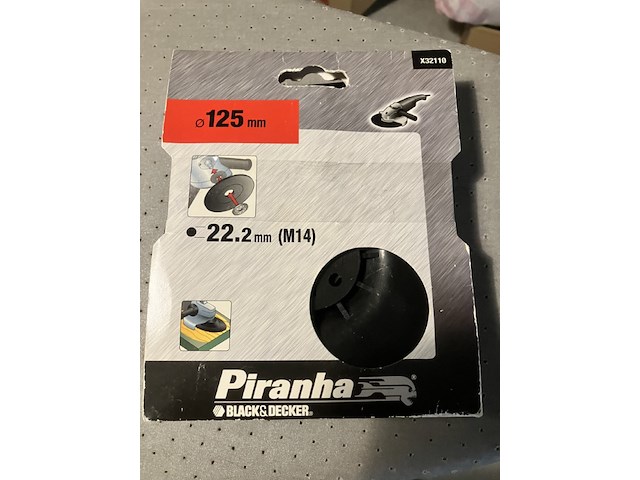 X32110
⌀125 mm
22.2 mm (M14)
Piranha®
BLACK&DECKER®